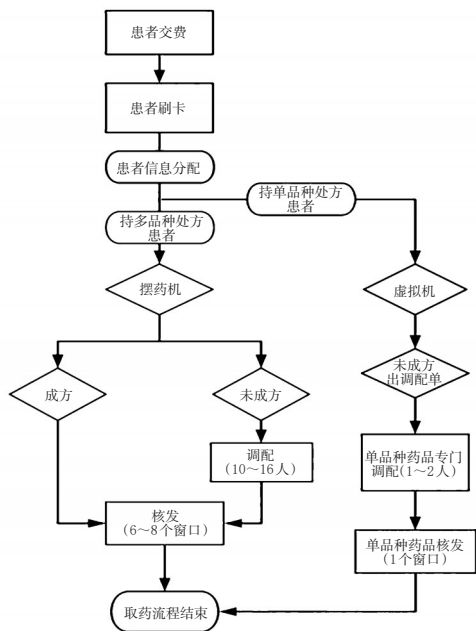 患者交费
患者刷卡
患者信息分配
持单品种处方
患者
持多品种处方
患者
摆药机
虚拟机
成方
未成方
未成方
出调配单
调配
(10～16人)
单品种药品专门
调配(1～2人)
核发
(6～8个窗口)
单品种药品核发
(1个窗口)
取药流程结束